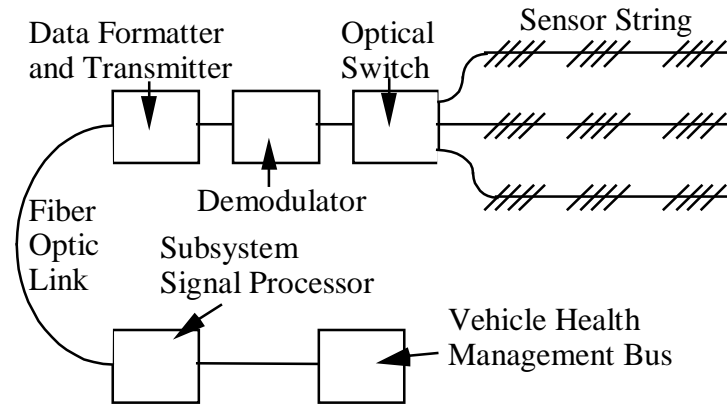 Data Formatter
and Transmitter
Optical
Switch
Sensor String
Demodulator
Fiber
Optic
Link
Subsystem
Signal Processor
Vehicle Health
Management Bus